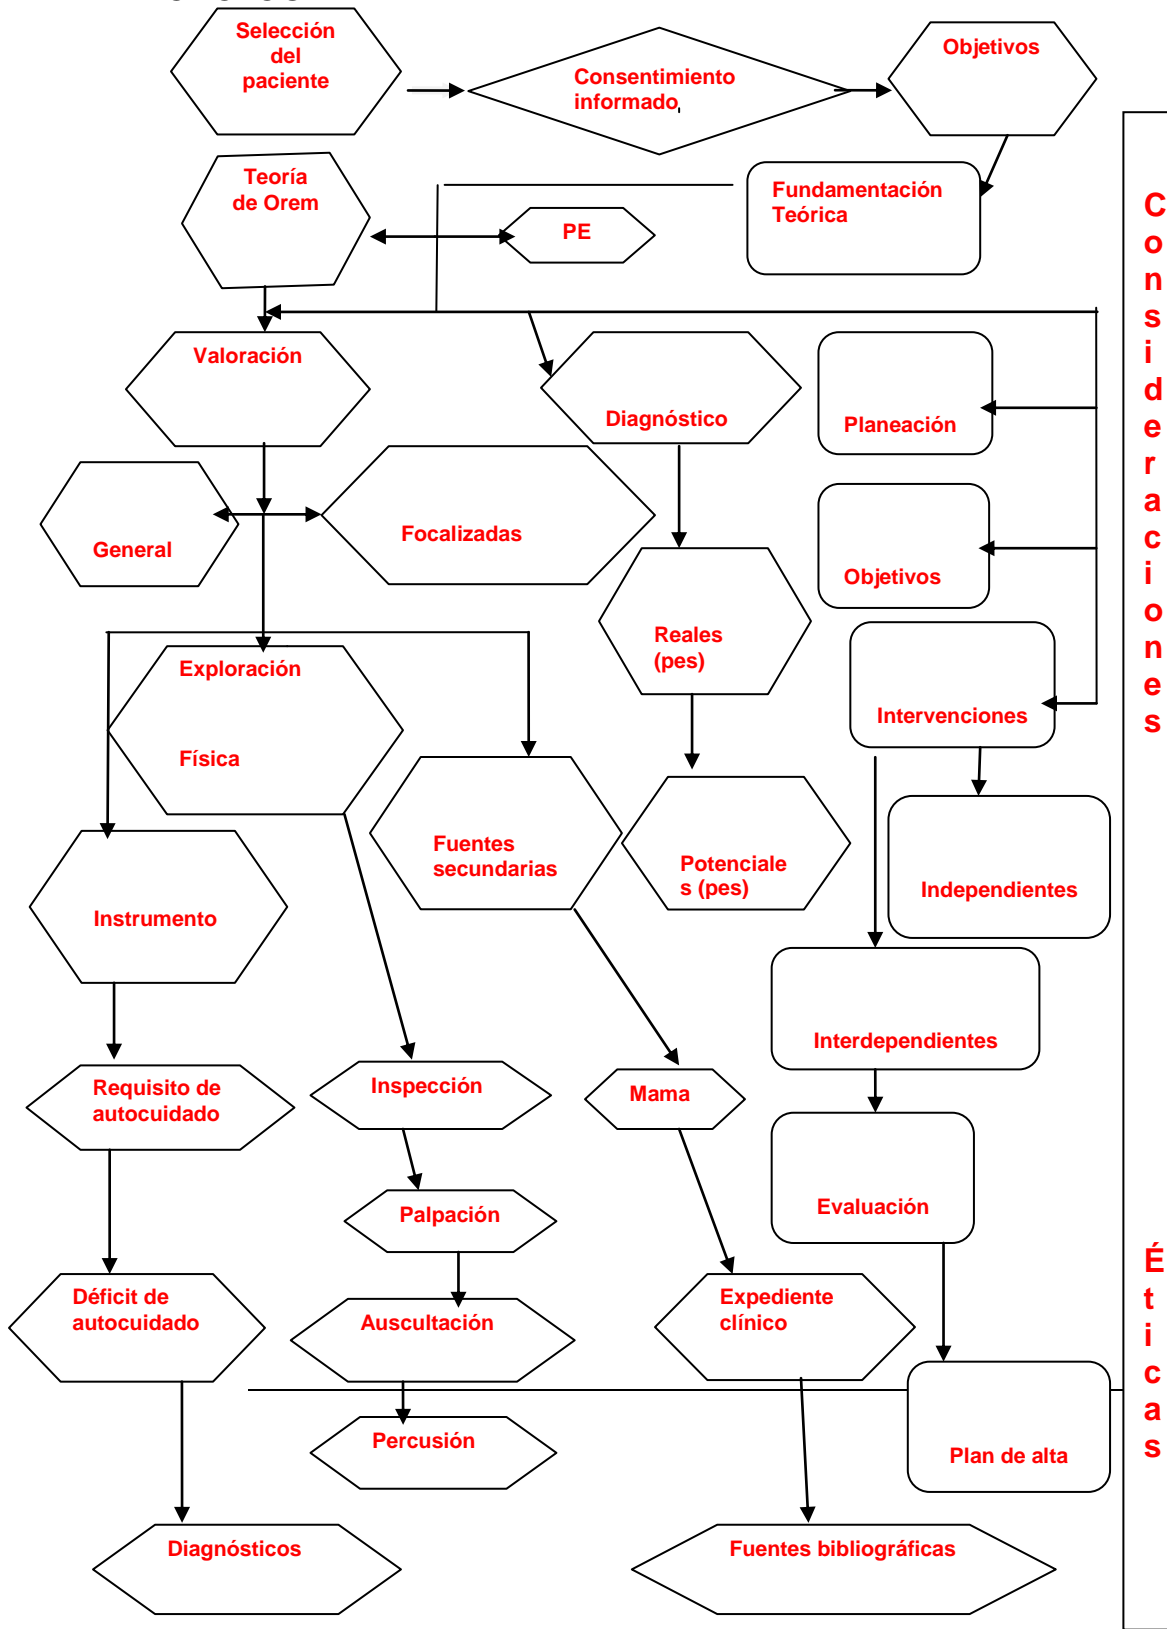 Selección
del
paciente
Consentimiento
informado,
Objetivos
Teoría
de Orem
PE
Fundamentación
Teórica
Valoración
Diagnóstico
Planeación
General
Focalizadas
Objetivos
Reales
(pes)
Exploración
Física
Intervenciones
Fuentes
secundarias
Potenciale
s (pes)
Independientes
Instrumento
Interdependientes
Requisito de
autocuidado
Inspección
Mama
Evaluación
Palpación
Déficit de
autocuidado
Auscultación
Expediente
clínico
Percusión
Plan de alta
Diagnósticos
Fuentes bibliográficas
C
o
n
s
i
d
e
r
a
c
i
o
n
e
s
É
t
i
c
a
s